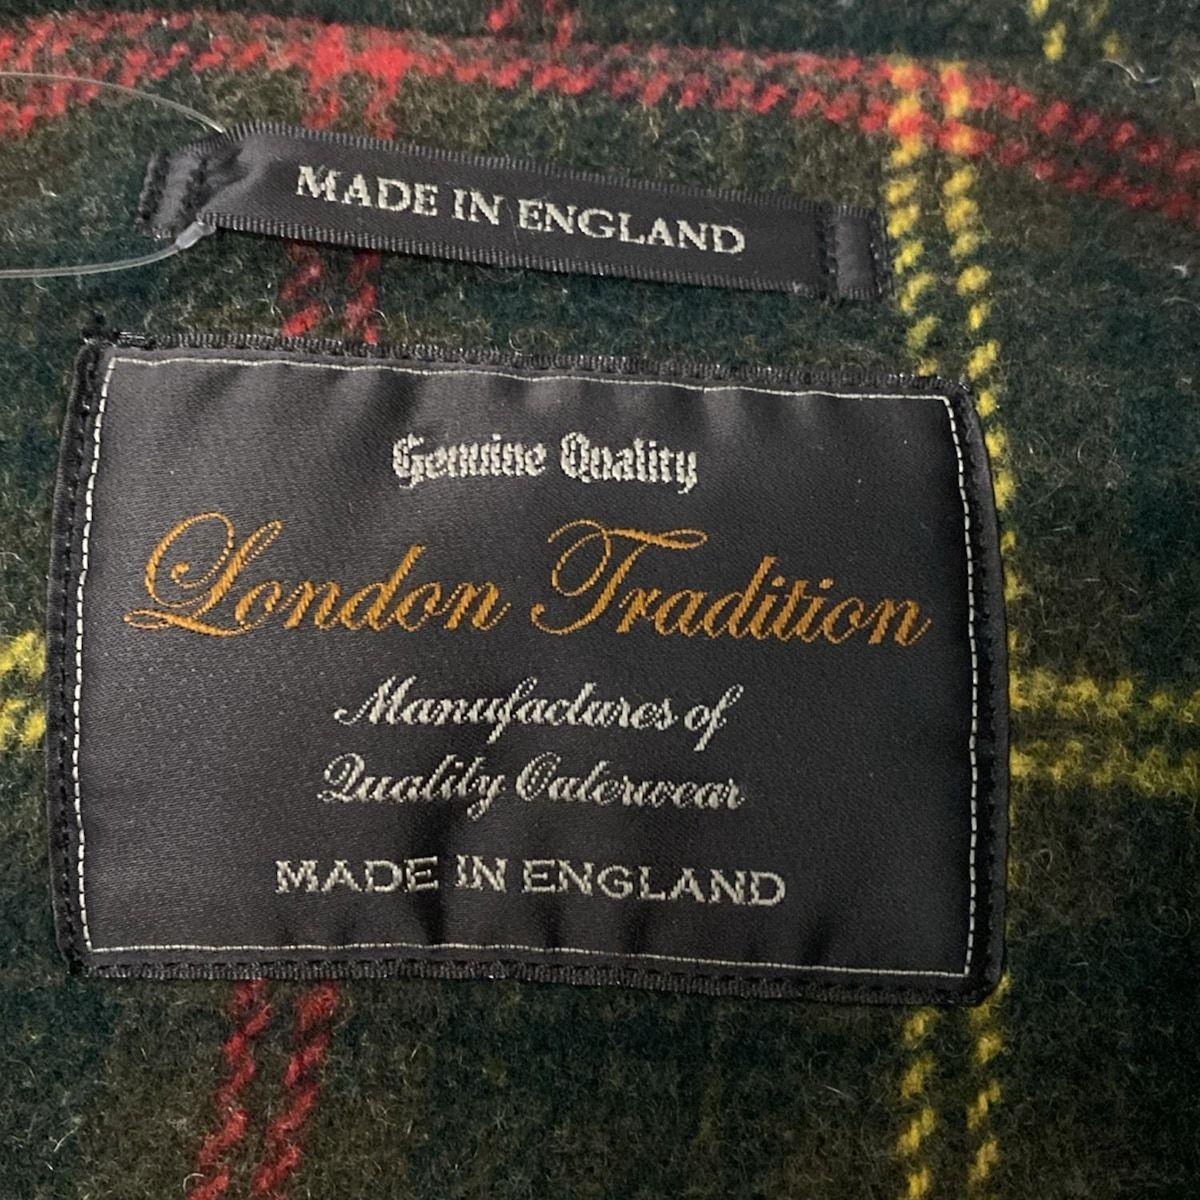 MADE IN ENGLAND
Genuine Quality
London Tradition
Manufactures of
Quality Outerwear
MADE IN ENGLAND